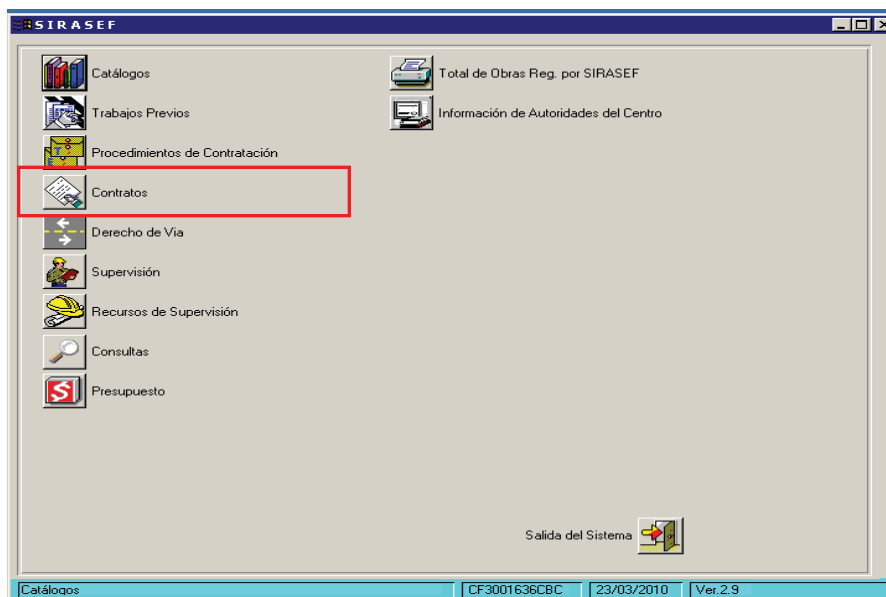 SIRASEF
Catálogos
Trabajos Previos
Procedimientos de Contratación
Contratos
Derecho de Via
Supervisión
Recursos de Supervisión
Consultas
Presupuesto
Total de Obras Reg. por SIRASEF
Información de Autoridades del Centro
Salida del Sistema
Catálogos CF3001636CBC 23/03/2010 Ver.2.9